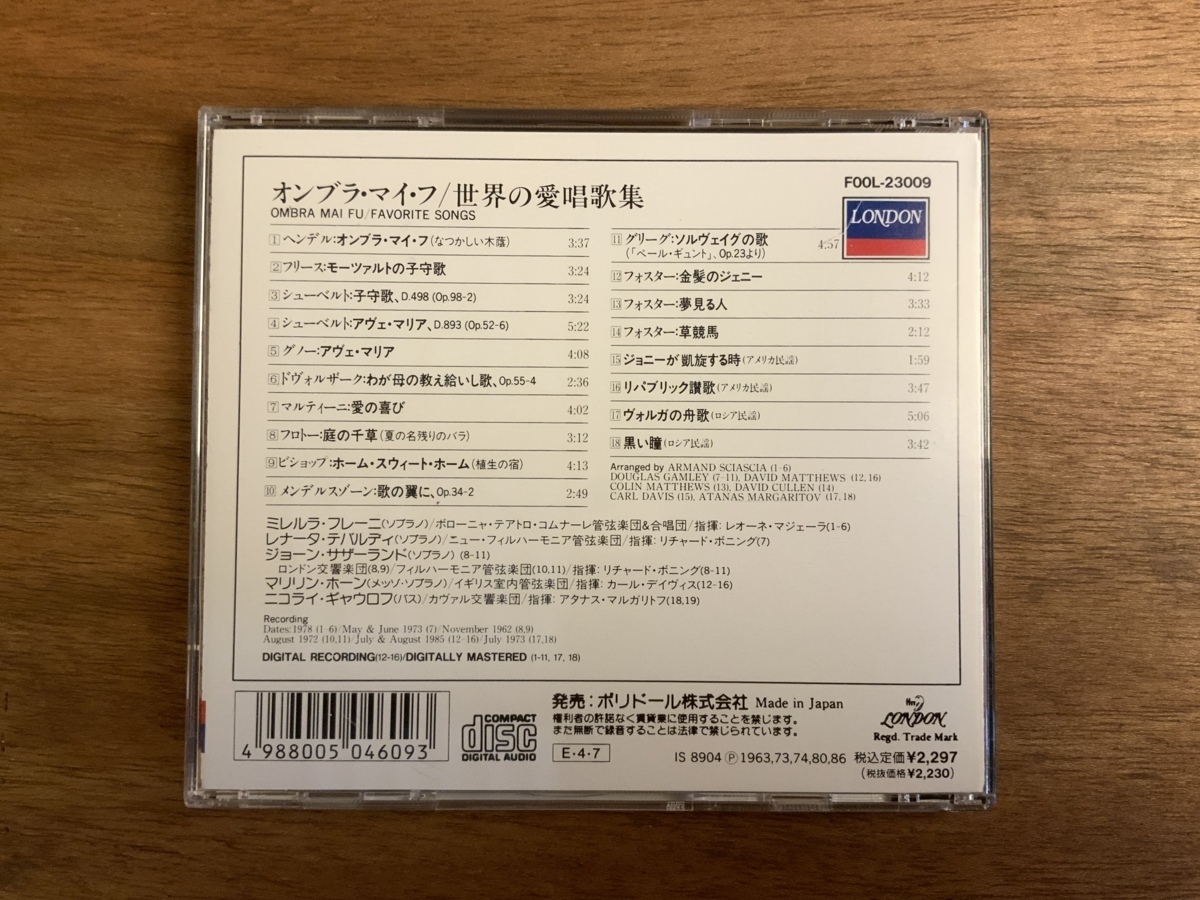 オンブラ・マイ・フ/世界の愛唱歌集
OMBRA MAI FU/FAVORITE SONGS
F00L-23009
LONDON
1 ヘンデル:オンブラ・マイ・フ(なつかしい木蔭) 3:37
2 フリース:モーツァルトの子守歌 3:24
3 シューベルト:子守歌、D.498 (Op.98-2) 3:24
4 シューベルト:アヴェ・マリア、D.893 (Op.52-6) 5:22
5 グノー:アヴェ・マリア 4:08
6 ドヴォルザーク:わが母の教え給いし歌、Op.55-4 2:36
7 マルティーニ:愛の喜び 4:02
8 フロトー:庭の千草(夏の名残りのバラ) 3:12
9 ビショップ:ホーム・スウィート・ホーム(植生の宿) 4:13
10 メンデルスゾーン:歌の翼に、Op.34-2 2:49
11 グリーグ:ソルヴェイグの歌 4:57
(「ペール・ギュント」、Op.23より)
12 フォスター:金髪のジェニー 4:12
13 フォスター:夢見る人 3:33
14 フォスター:草競馬 2:12
15 ジョニーが凱旋する時(アメリカ民謡) 1:59
16 リパブリック讃歌(アメリカ民謡) 3:47
17 ヴォルガの舟歌(ロシア民謡) 5:06
18 黒い瞳(ロシア民謡) 3:42
Arranged by ARMAND SCIASCIA (1-6)
DOUGLAS GAMLEY (7-11), DAVID MATTHEWS (12,16)
COLIN MATTHEWS (13), DAVID CULLEN (14)
CARL DAVIS (15), ATANAS MARGARITOV (17,18)
ミレルラ・フレーニ(ソプラノ)/ボローニャ・テアトロ・コムナーレ管弦楽団&合唱団/指揮:レオーネ・マジェーラ(1-6)
レナータ・テバルディ(ソプラノ)/ニュー・フィルハーモニア管弦楽団/指揮:リチャード・ボニング(7)
ジョーン・サザーランド(ソプラノ) (8-11)
ロンドン交響楽団(8,9)/フィルハーモニア管弦楽団(10,11)/指揮:リチャード・ボニング(8-11)
マリリン・ホーン(メッゾ・ソプラノ)/イギリス室内管弦楽団/指揮:カール・デイヴィス(12-16)
ニコライ・ギャウロフ(バス)/カヴァル交響楽団/指揮:アタナス・マルガリトフ(18,19)
Recording
Dates:1978 (1-6)/May & June 1973 (7)/November 1962 (8,9)
August 1972 (10,11)/July & August 1985 (12-16)/July 1973 (17,18)
DIGITAL RECORDING(12-16)/DIGITALLY MASTERED (1-11, 17, 18)
4 988005 046093
COMPACT
disc
DIGITAL AUDIO
発売:ポリドール株式会社 Made in Japan
権利者の許諾なく賃貸業に使用することを禁じます。
また無断で録音することは法律で禁じられています。
E・4・7
IS 8904 Ⓟ 1963,73,74,80,86 税込定価¥2,297
(税抜価格¥2,230)
LONDON
Regd. Trade Mark